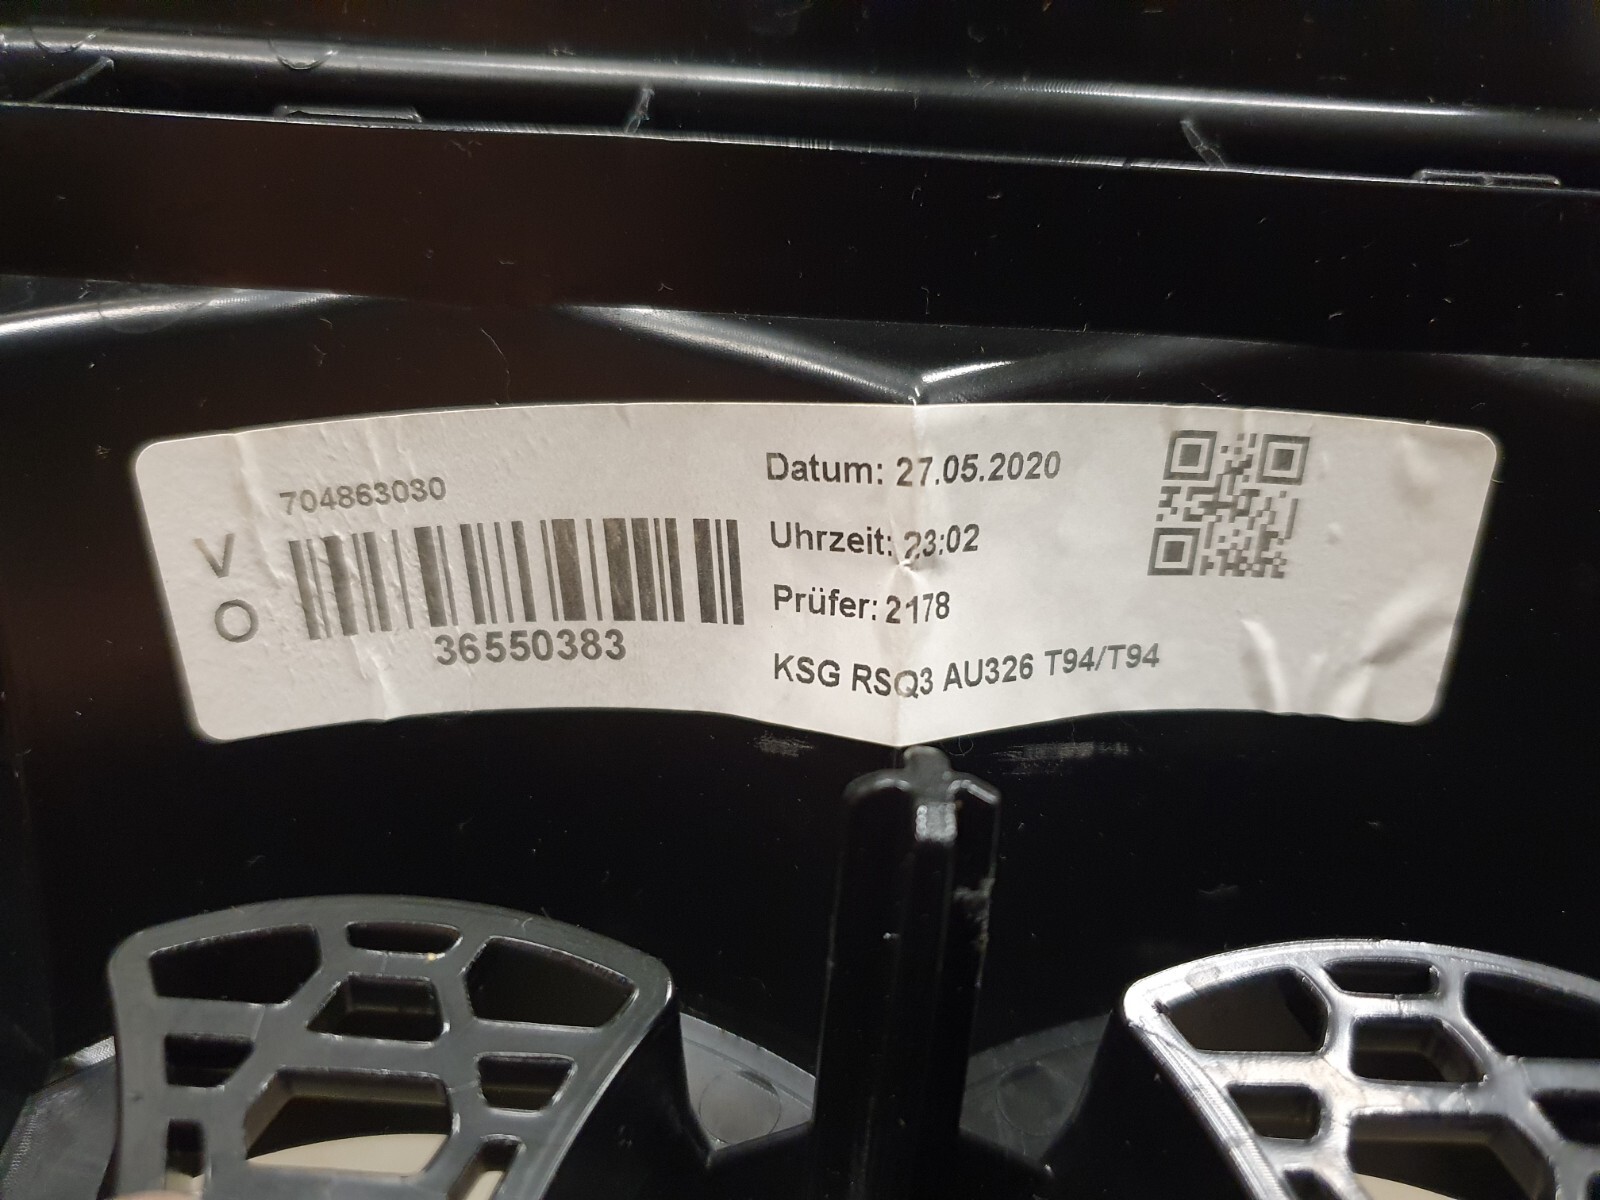 704863030
V
O
36550383
Datum: 27.05.2020
Uhrzeit: 23:02
Prüfer: 2178
KSG RSQ3 AU326 T94/T94